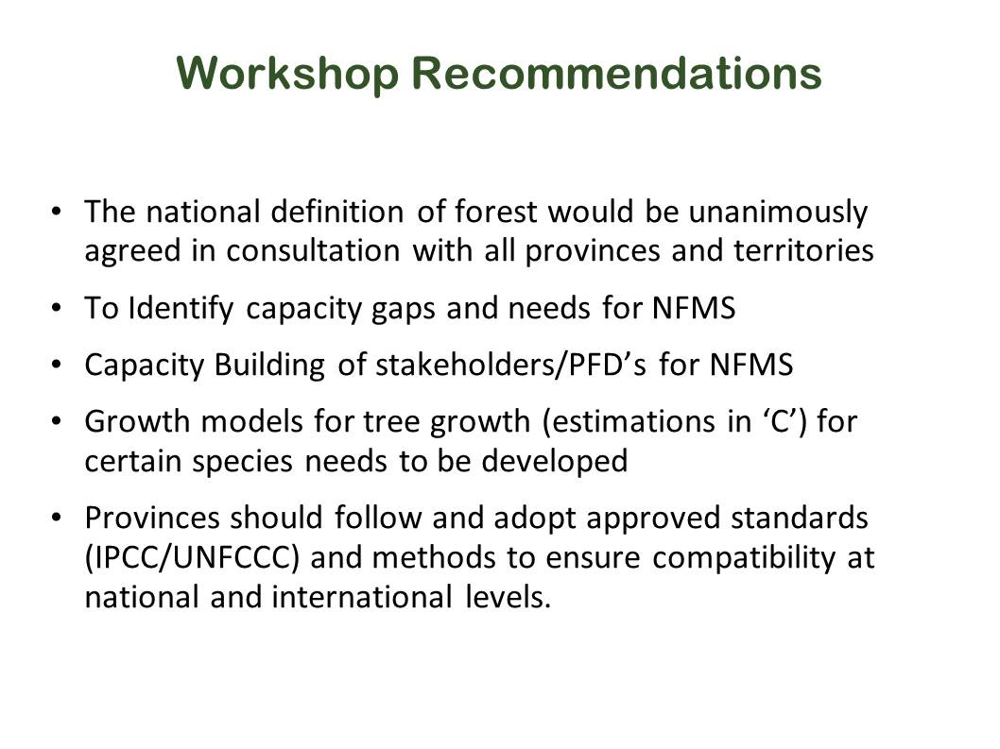 Workshop Recommendations
• The national definition of forest would be unanimously
agreed in consultation with all provinces and territories
• To Identify capacity gaps and needs for NFMS
• Capacity Building of stakeholders/PFD’s for NFMS
• Growth models for tree growth (estimations in ‘C’) for
certain species needs to be developed
• Provinces should follow and adopt approved standards
(IPCC/UNFCCC) and methods to ensure compatibility at
national and international levels.